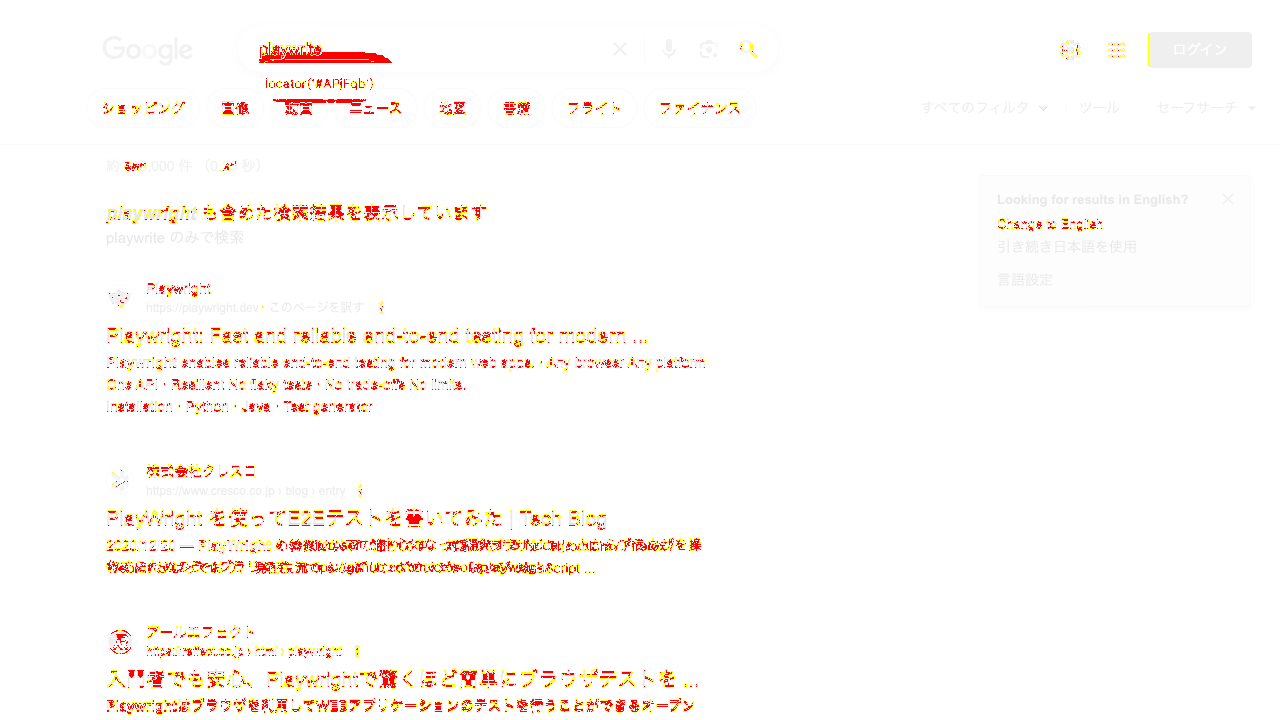 Google
playwrite
ログイン
locator('#APjFqb')
ショッピング 画像 動画 ニュース 地図 書籍 フライト ファイナンス すべてのフィルタ ツール セーフサーチ
,000 件
playwright も含めた検索結果を表示しています
playwrite のみで検索
Looking for results in English?
Change to English
引き続き日本語を使用
言語設定
Playwright
https://playwright.dev · このページを訳す
Playwright: Fast and reliable end-to-end testing for modern ...
Playwright enables reliable end-to-end testing for modern web apps. · Any browser Any platform
One API · Resilient No flaky tests · No trade-offs No limits.
Installation · Python · Java · Test generator
株式会社クレスコ
https://www.cresco.co.jp › blog › entry
PlayWright を使ってE2Eテストを書いてみた | Tech Blog
PlayWright
アールエフェクト
› html › playwright
入門者でも安心、Playwrightで驚くほど簡単にブラウザテストを ...
Playwrightはブラウザを利用してWEBアプリケーションのテストを行うことができるオープン